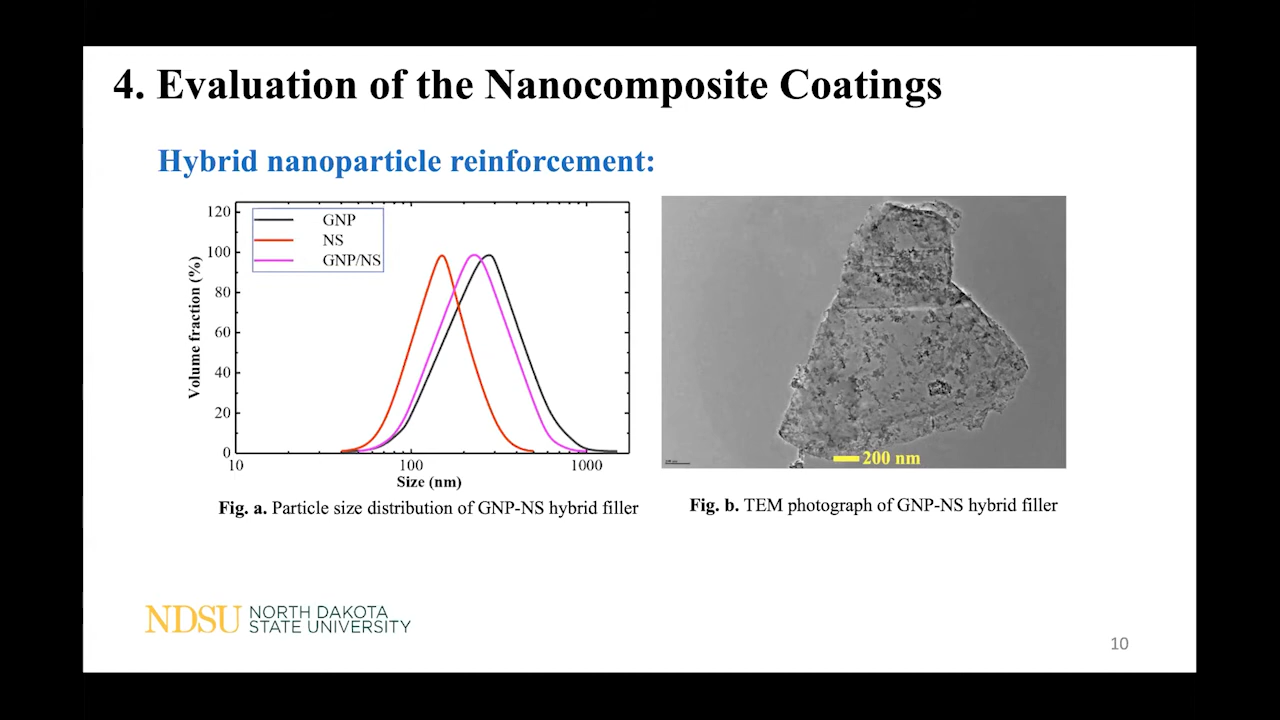 4. Evaluation of the Nanocomposite Coatings
Hybrid nanoparticle reinforcement:
120
100
80
60
40
20
0
Volume fraction (%)
GNP
NS
GNP/NS
10
100
1000
Size (nm)
Fig. a. Particle size distribution of GNP-NS hybrid filler
200 nm
Fig. b. TEM photograph of GNP-NS hybrid filler
NDSU
NORTH DAKOTA
STATE UNIVERSITY
10